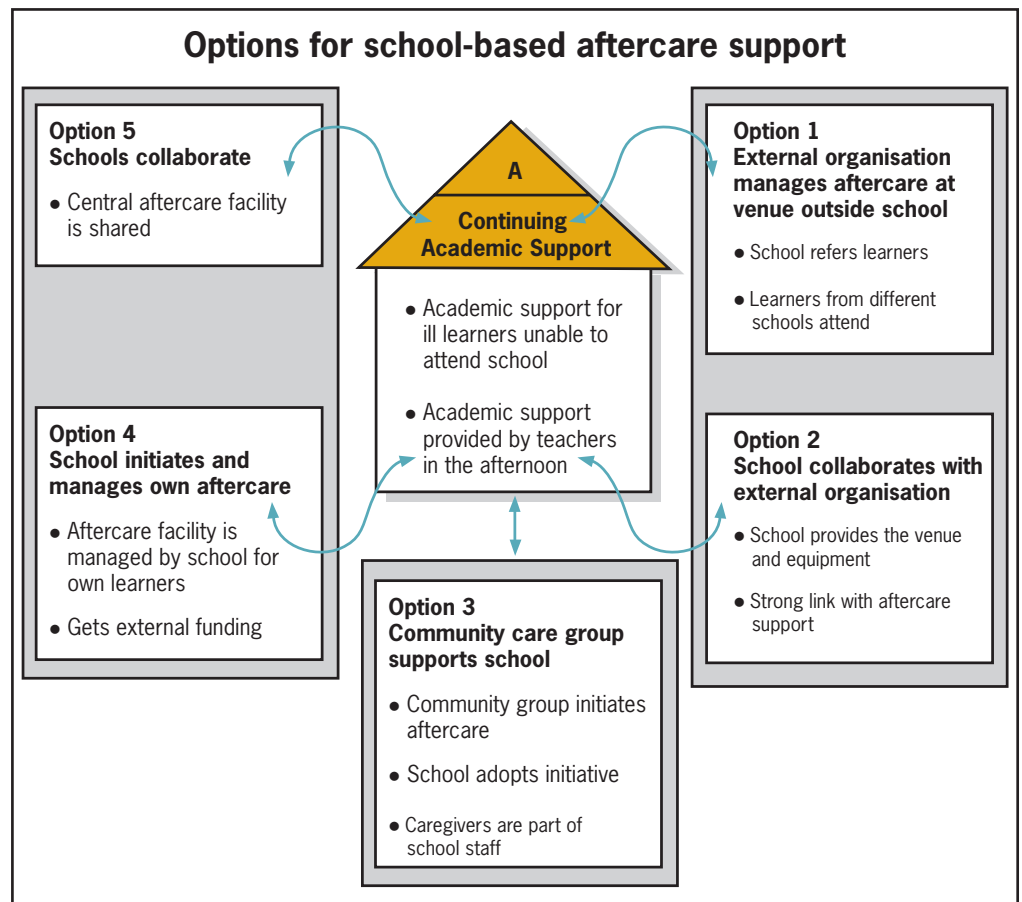 Options for school-based aftercare support
Option 5
Schools collaborate
● Central aftercare facility
is shared
Option 4
School initiates and
manages own aftercare
● Aftercare facility is
managed by school for
own learners
● Gets external funding
A
Continuing
Academic Support
● Academic support for
ill learners unable to
attend school
● Academic support
provided by teachers
in the afternoon
Option 3
Community care group
supports school
● Community group initiates
aftercare
● School adopts initiative
● Caregivers are part of
school staff
Option 1
External organisation
manages aftercare at
venue outside school
● School refers learners
● Learners from different
schools attend
Option 2
School collaborates with
external organisation
● School provides the venue
and equipment
● Strong link with aftercare
support